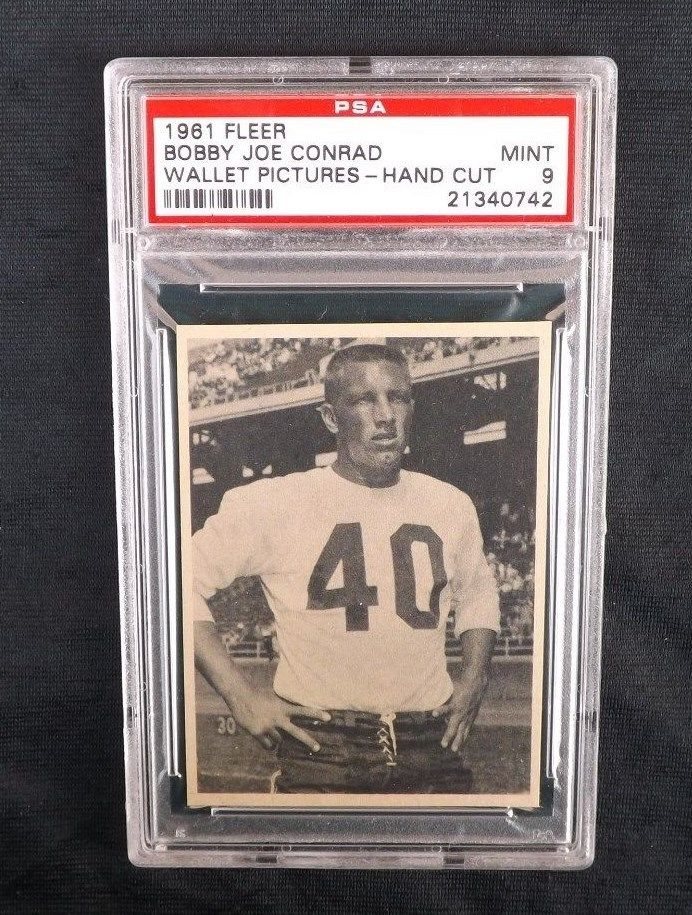 PSA
1961 FLEER
BOBBY JOE CONRAD MINT
WALLET PICTURES-HAND CUT 9
21340742
40
30